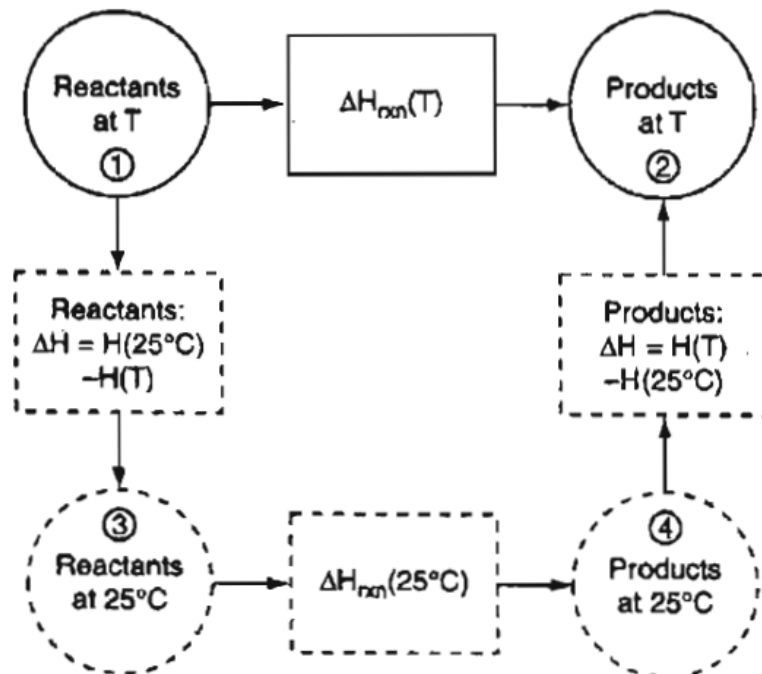 Reactants
at T
①
ΔH_rxn(T)
Products
at T
②
Reactants:
ΔH = H(25°C)
–H(T)
Products:
ΔH = H(T)
–H(25°C)
③
Reactants
at 25°C
ΔH_rxn(25°C)
④
Products
at 25°C